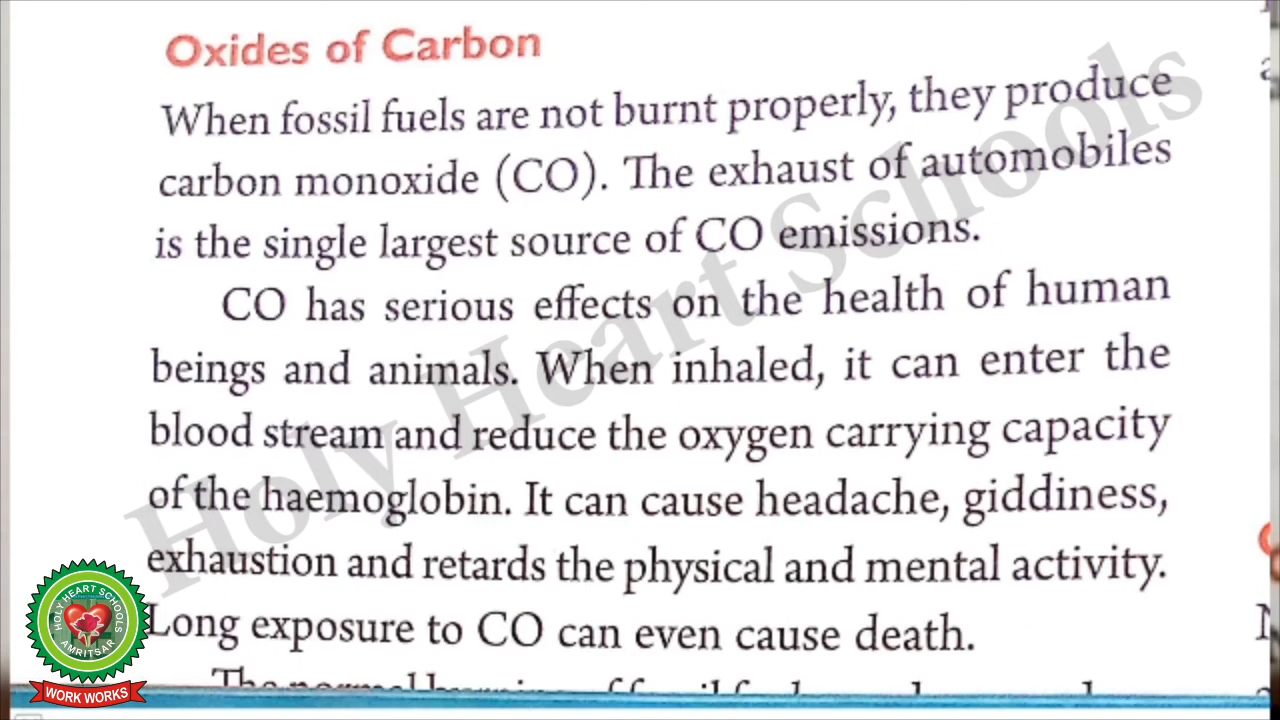 Oxides of Carbon
When fossil fuels are not burnt properly, they produce
carbon monoxide (CO). The exhaust of automobiles
is the single largest source of CO emissions.
CO has serious effects on the health of human
beings and animals. When inhaled, it can enter the
blood stream and reduce the oxygen carrying capacity
of the haemoglobin. It can cause headache, giddiness,
exhaustion and retards the physical and mental activity.
Long exposure to CO can even cause death.
Holy Heart Schools
HOLY HEART SCHOOLS
AMRITSAR
WORK WORKS